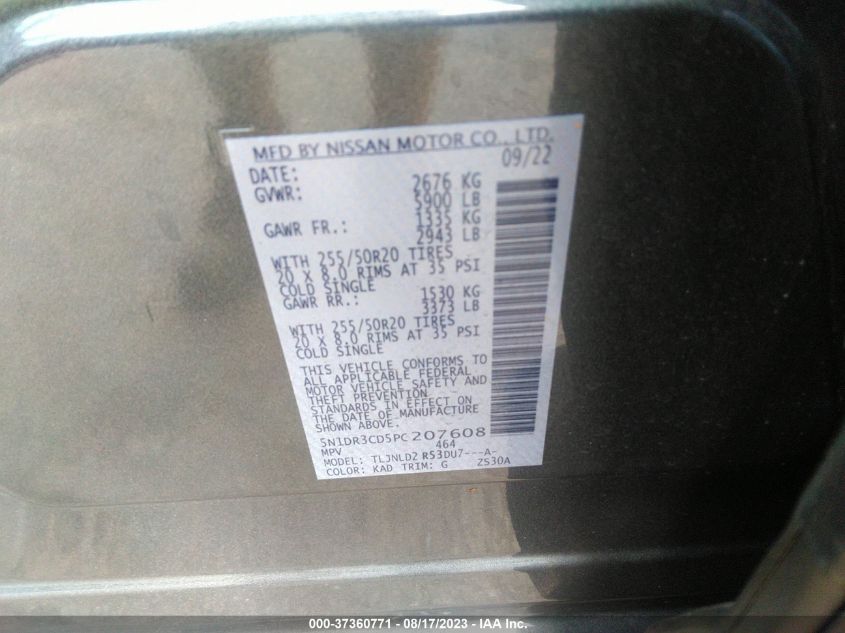 MFD BY NISSAN MOTOR CO., LTD.
DATE: 09/22
GVWR: 2676 KG
5900 LB
GAWR FR.: 1335 KG
2943 LB
WITH 255/50R20 TIRES
20 X 8.0 RIMS AT 35 PSI
COLD SINGLE
GAWR RR.: 1530 KG
3373 LB
WITH 255/50R20 TIRES
20 X 8.0 RIMS AT 35 PSI
COLD SINGLE
THIS VEHICLE CONFORMS TO
ALL APPLICABLE FEDERAL
MOTOR VEHICLE SAFETY AND
THEFT PREVENTION
STANDARDS IN EFFECT ON
THE DATE OF MANUFACTURE
SHOWN ABOVE.
5N1DR3CD5PC207608
MPV 464
MODEL: TLJNLD2 R53DU7---A-
COLOR: KAD TRIM: G ZS30A
000-37360771 - 08/17/2023 - IAA Inc.